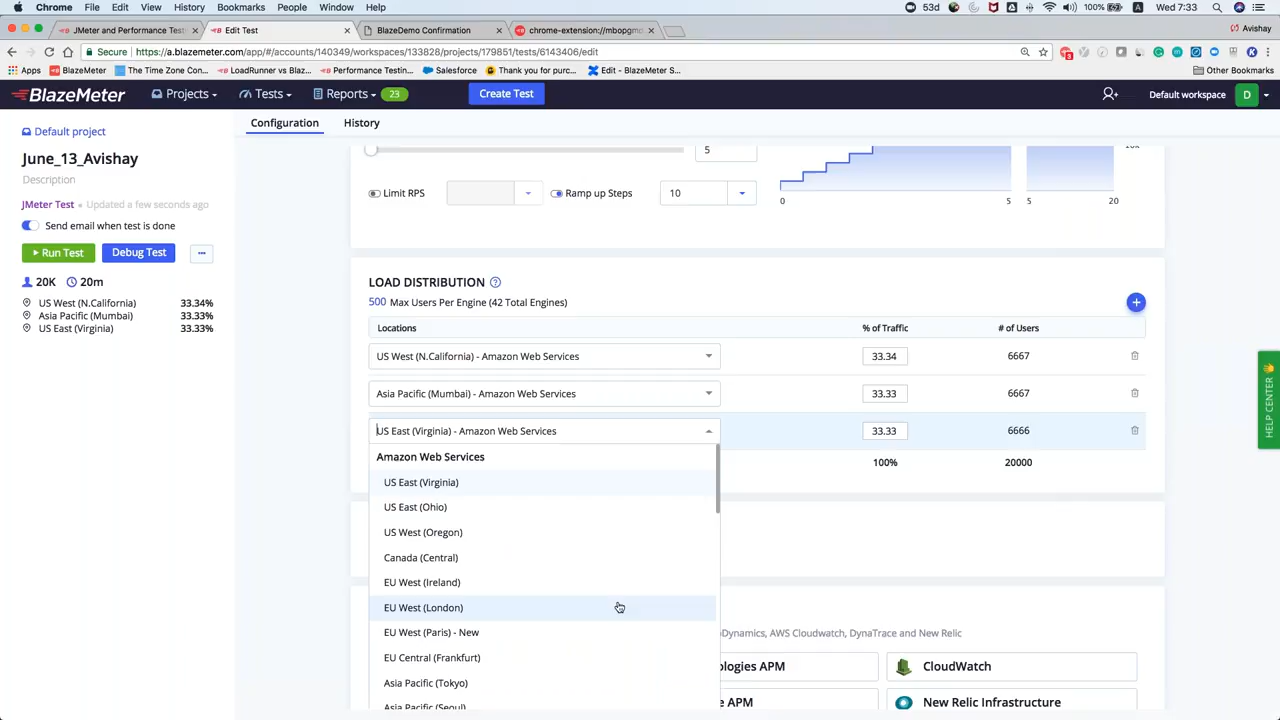 Chrome File Edit View History Bookmarks People Window Help 53d 100% Wed 7:33
JMeter and Performance Tests Edit Test BlazeDemo Confirmation chrome-extension://mbopgmd Avishay
Secure https://a.blazemeter.com/app/#/accounts/140349/workspaces/133828/projects/179851/tests/6143406/edit
Apps BlazeMeter The Time Zone Con... LoadRunner vs Blaz... Performance Testin... Salesforce Thank you for purc... Edit - BlazeMeter S... Other Bookmarks
BlazeMeter Projects Tests Reports 23 Create Test Default workspace D
Default project
Configuration History
June_13_Avishay
Description
JMeter Test Updated a few seconds ago
Send email when test is done
Run Test Debug Test ...
20K 20m
US West (N.California) 33.34%
Asia Pacific (Mumbai) 33.33%
US East (Virginia) 33.33%
5
Limit RPS Ramp up Steps 10
0 5 5 20
LOAD DISTRIBUTION ?
500 Max Users Per Engine (42 Total Engines)
+
Locations % of Traffic # of Users
US West (N.California) - Amazon Web Services 33.34 6667
Asia Pacific (Mumbai) - Amazon Web Services 33.33 6667
US East (Virginia) - Amazon Web Services 33.33 6666
100% 20000
Amazon Web Services
US East (Virginia)
US East (Ohio)
US West (Oregon)
Canada (Central)
EU West (Ireland)
EU West (London)
EU West (Paris) - New
EU Central (Frankfurt)
Asia Pacific (Tokyo)
Asia Pacific (Seoul)
Dynamics, AWS Cloudwatch, DynaTrace and New Relic
ologies APM CloudWatch
e APM New Relic Infrastructure
HELP CENTER